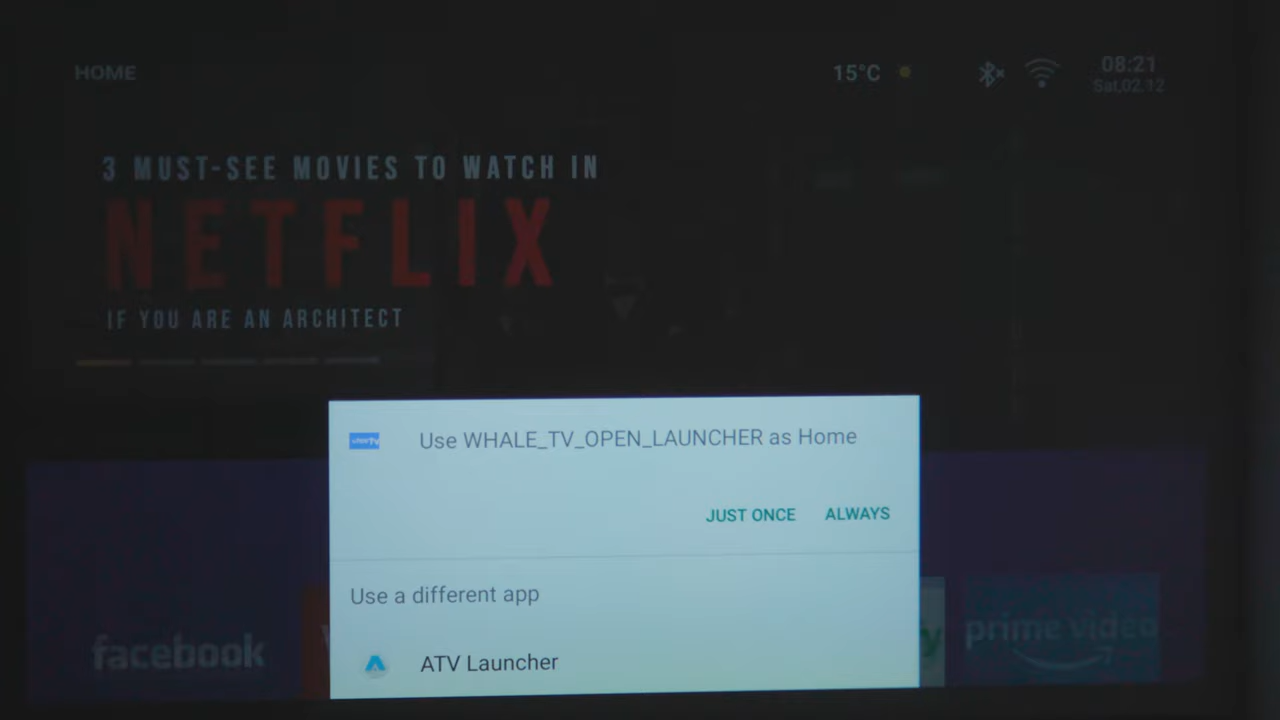 HOME
15°C
08:21
Sat,02.12
3 MUST-SEE MOVIES TO WATCH IN
NETFLIX
IF YOU ARE AN ARCHITECT
Use WHALE_TV_OPEN_LAUNCHER as Home
JUST ONCE ALWAYS
Use a different app
ATV Launcher
facebook
prime video